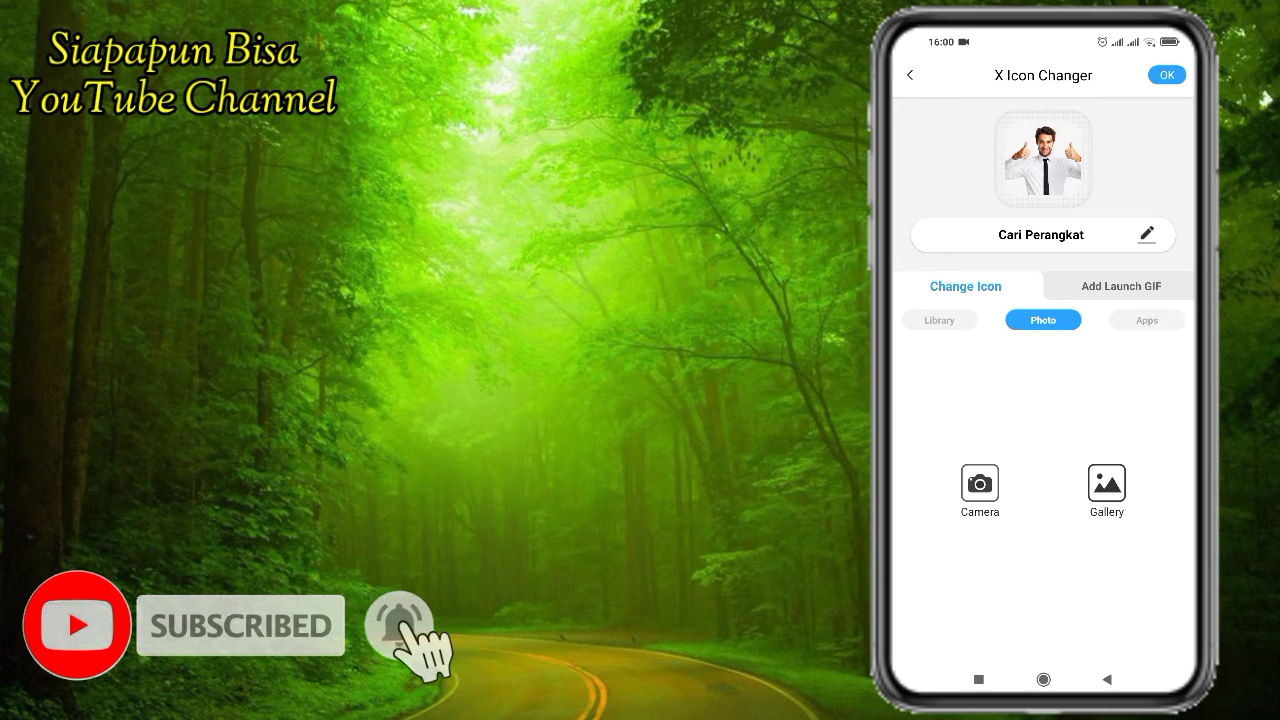 Siapapun Bisa
YouTube Channel
16:00
X Icon Changer
OK
Cari Perangkat
Change Icon
Add Launch GIF
Library
Photo
Apps
Camera
Gallery
SUBSCRIBED